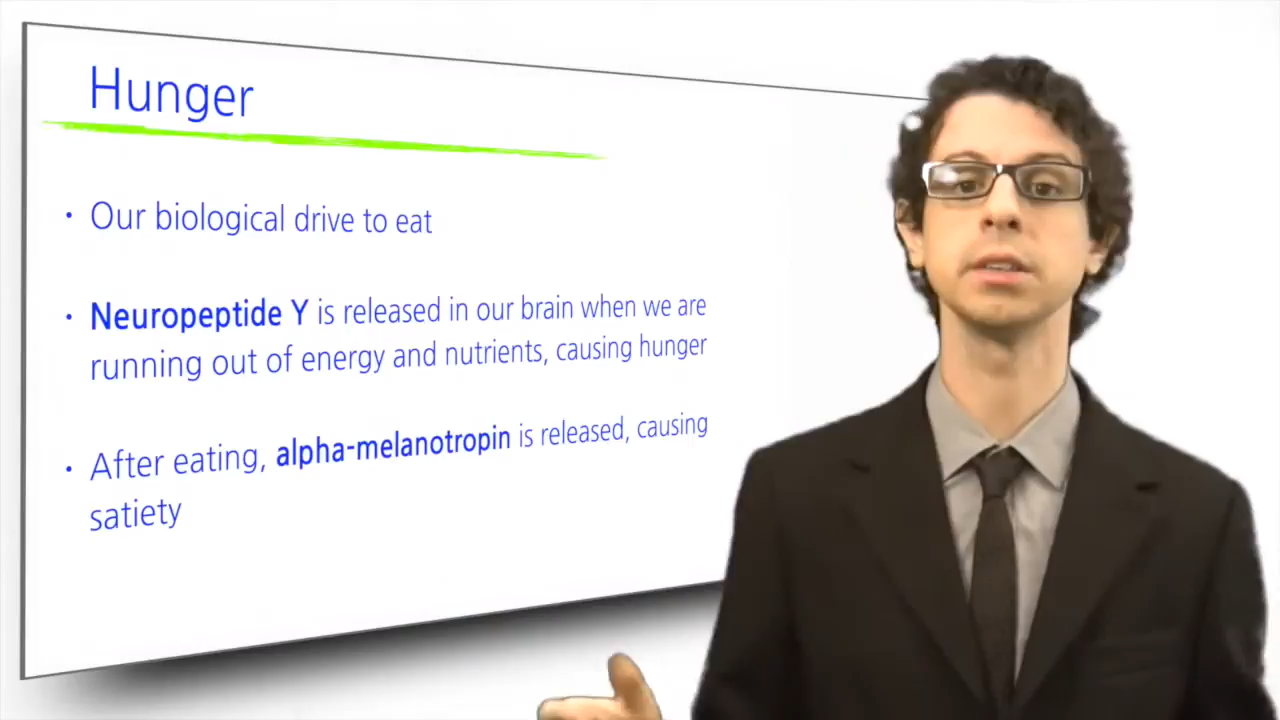 Hunger
• Our biological drive to eat
• Neuropeptide Y is released in our brain when we are
running out of energy and nutrients, causing hunger
• After eating, alpha-melanotropin is released, causing
satiety